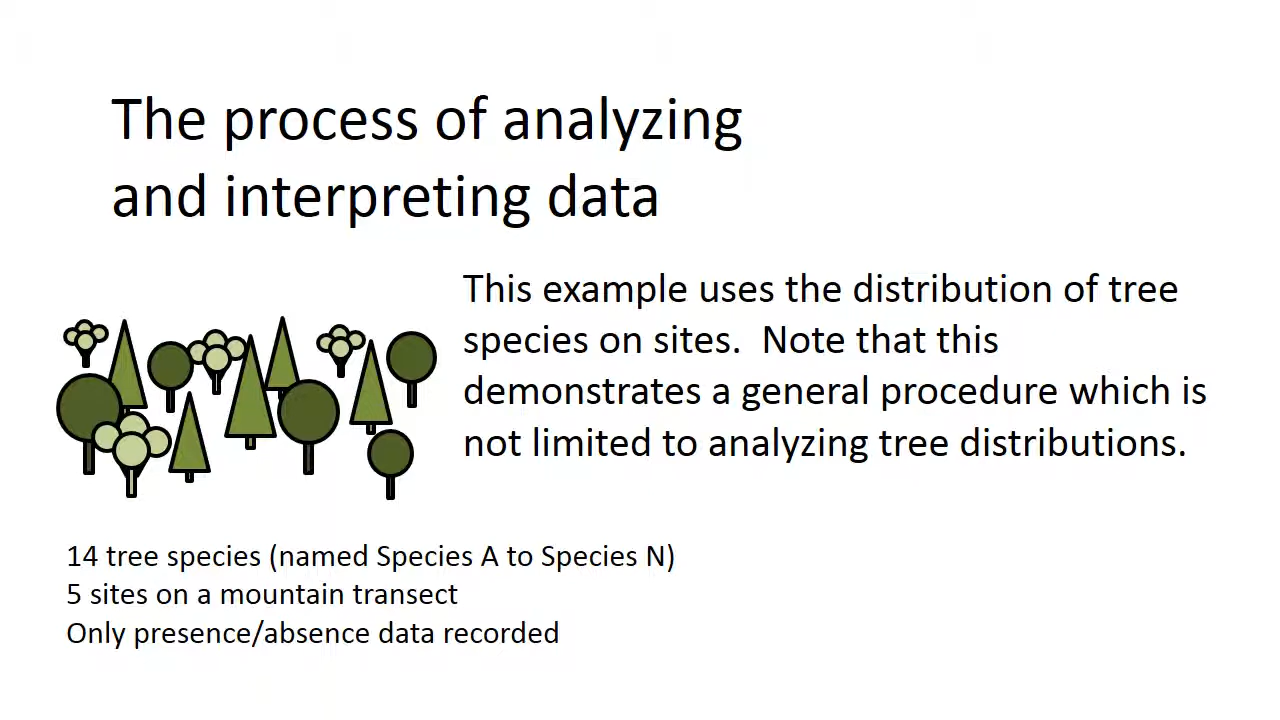 The process of analyzing
and interpreting data
This example uses the distribution of tree
species on sites.  Note that this
demonstrates a general procedure which is
not limited to analyzing tree distributions.
14 tree species (named Species A to Species N)
5 sites on a mountain transect
Only presence/absence data recorded